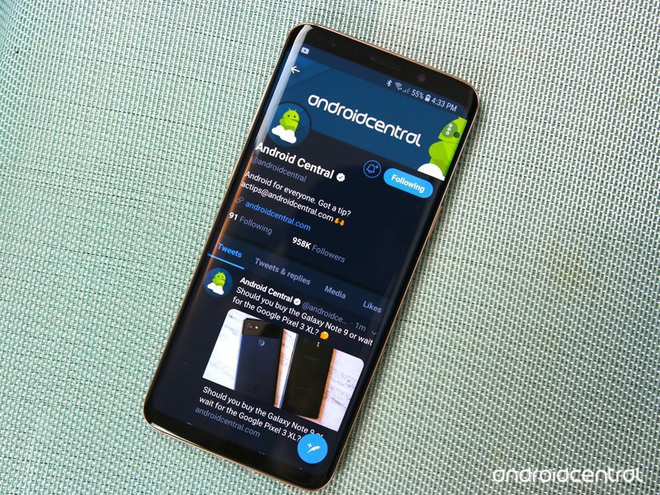 55% 4:33 PM
androidcentral
Android Central
@androidcentral
Following
Android for everyone. Got a tip?
actips@androidcentral.com
androidcentral.com
91 Following
958K Followers
Tweets
Tweets & replies
Media
Likes
Android Central @androidce... · 1m
Should you buy the Galaxy Note 9 or wait
for the Google Pixel 3 XL?
Should you buy the Galaxy Note 9 or
wait for the Google Pixel 3 XL?
androidcentral.com
androidcentral